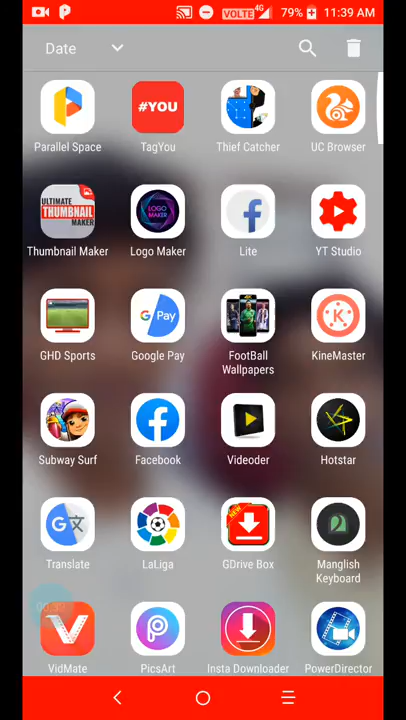 VOLTE 4G 79% 11:39 AM
Date
#YOU
Parallel Space TagYou Thief Catcher UC Browser
ULTIMATE
THUMBNAIL
MAKER
LOGO
MAKER
Thumbnail Maker Logo Maker Lite YT Studio
G Pay
GHD Sports Google Pay FootBall Wallpapers KineMaster
Subway Surf Facebook Videoder Hotstar
NEW
Translate LaLiga GDrive Box Manglish Keyboard
VidMate PicsArt Insta Downloader PowerDirector